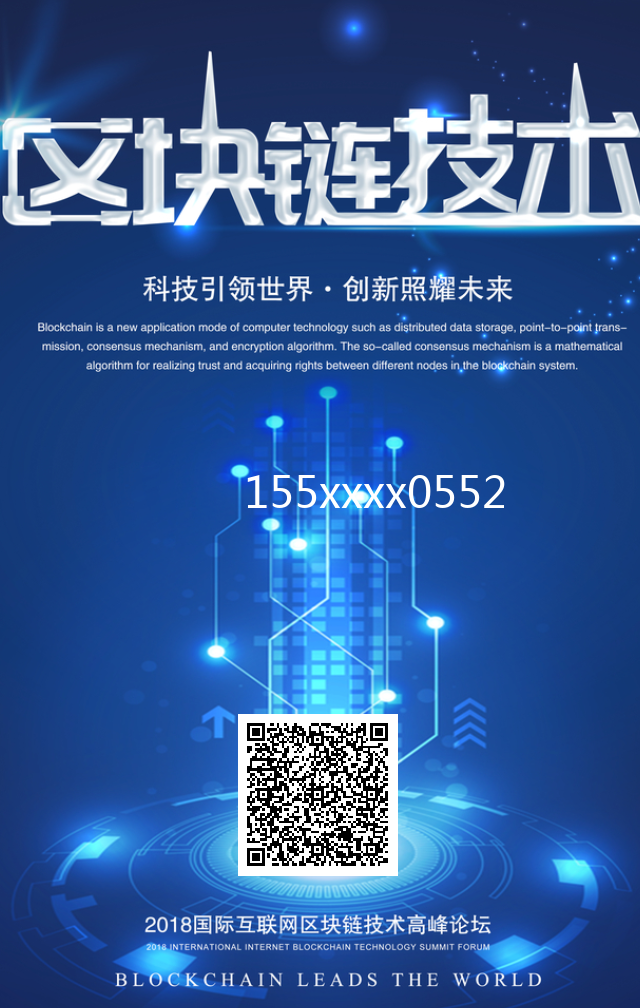 区块链技术
科技引领世界·创新照耀未来
Blockchain is a new application mode of computer technology such as distributed data storage, point-to-point trans-
mission, consensus mechanism, and encryption algorithm. The so-called consensus mechanism is a mathematical
algorithm for realizing trust and acquiring rights between different nodes in the blockchain system.
155xxxx0552
2018国际互联网区块链技术高峰论坛
2018 INTERNATIONAL INTERNET BLOCKCHAIN TECHNOLOGY SUMMIT FORUM
BLOCKCHAIN LEADS THE WORLD